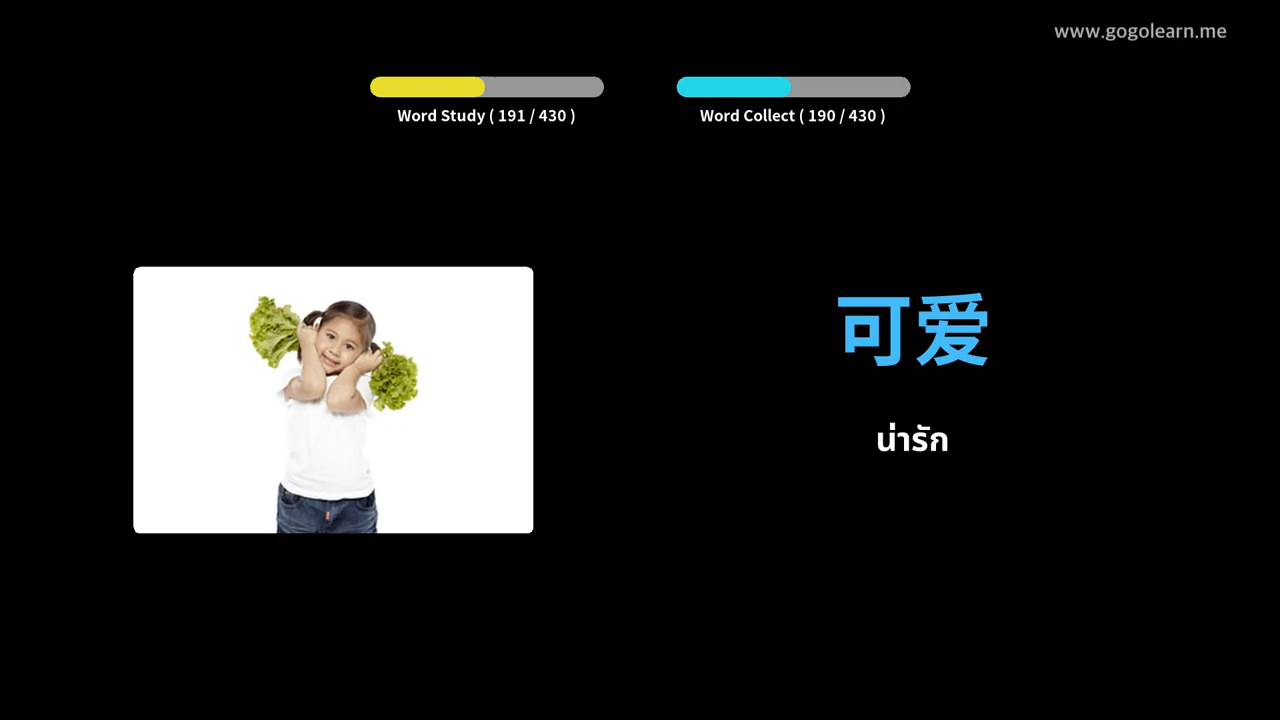 www.gogolearn.me
Word Study ( 191 / 430 )
Word Collect ( 190 / 430 )
可爱
น่ารัก